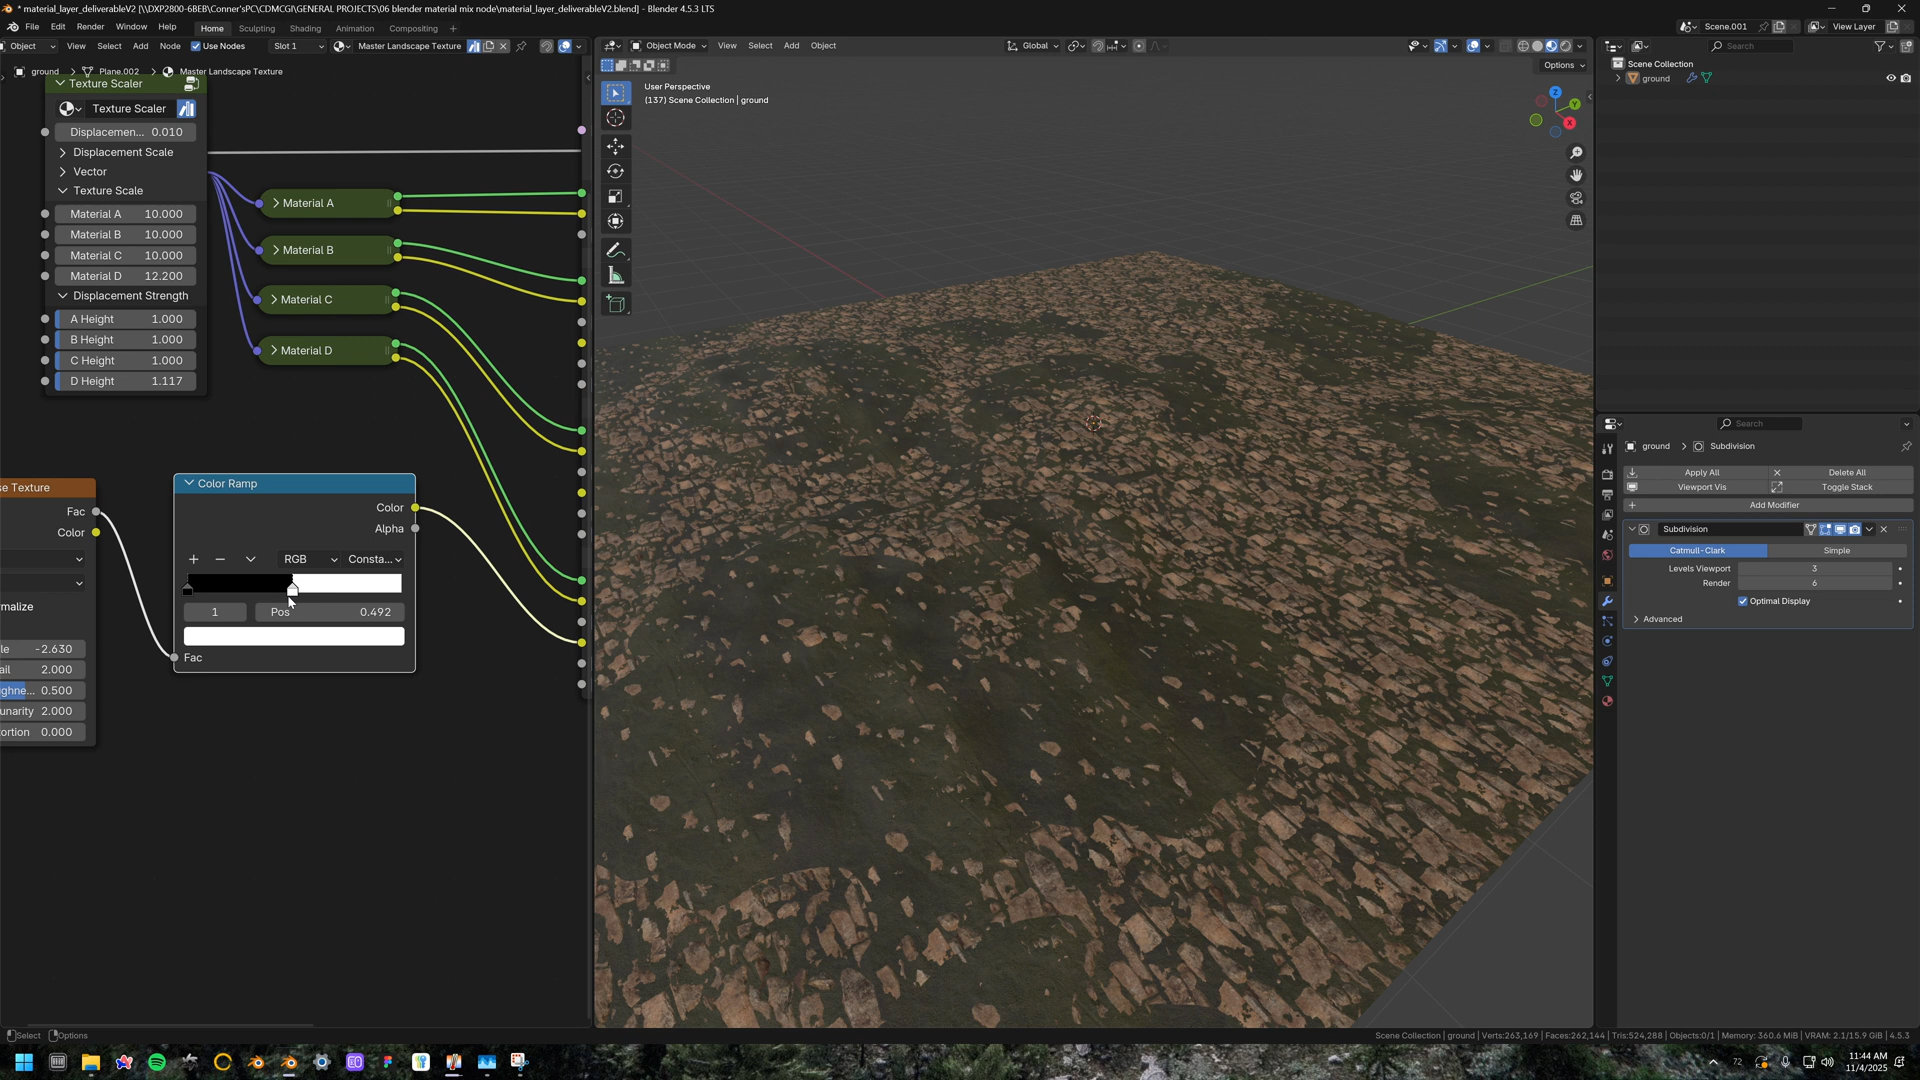 * material_layer_deliverableV2 [\\DXP2800-6BEB\Conner'sPC\CDMCGI\GENERAL PROJECTS\06 blender material mix node\material_layer_deliverableV2.blend] - Blender 4.5.3 LTS
File Edit Render Window Help Home Sculpting Shading Animation Compositing + Scene.001 View Layer
Object View Select Add Node Use Nodes Slot 1 Master Landscape Texture
Object Mode View Select Add Object Global
Search
Options
ground > Plane.002 > Master Landscape Texture
Texture Scaler
Texture Scaler
Displacemen... 0.010
Displacement Scale
Vector
Texture Scale
Material A 10.000
Material B 10.000
Material C 10.000
Material D 12.200
Displacement Strength
A Height 1.000
B Height 1.000
C Height 1.000
D Height 1.117
Material A
Material B
Material C
Material D
se Texture
Fac
Color
malize
le -2.630
ail 2.000
ghne... 0.500
unarity 2.000
ortion 0.000
Color Ramp
Color
Alpha
RGB Consta...
1 Pos 0.492
Fac
User Perspective
(137) Scene Collection | ground
Z
Y
X
Scene Collection
ground
Search
ground > Subdivision
Apply All Delete All
Viewport Vis Toggle Stack
Add Modifier
Subdivision
Catmull-Clark Simple
Levels Viewport 3
Render 6
Optimal Display
Advanced
Select Options
Scene Collection | ground | Verts:263,169 | Faces:262,144 | Tris:524,288 | Objects:0/1 | Memory: 360.6 MiB | VRAM: 2.1/15.9 GiB | 4.5.3
72
11:44 AM
11/4/2025